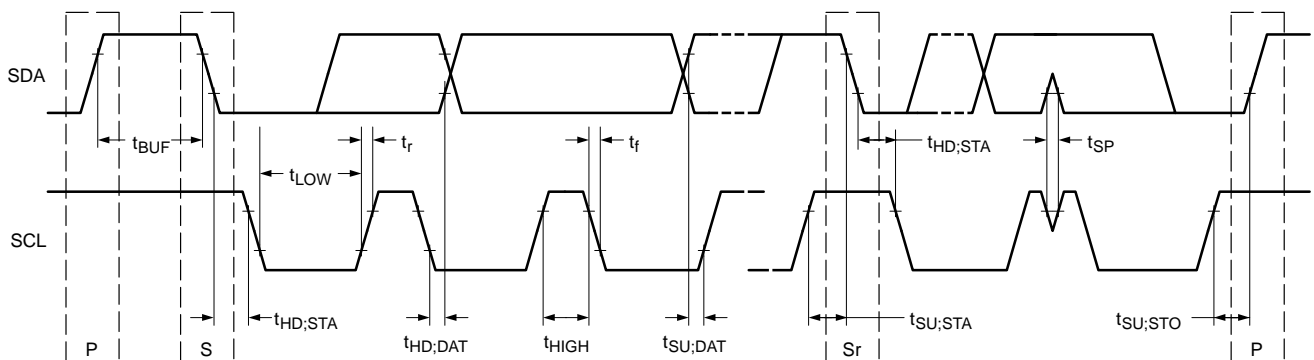 SDA
tBUF
tr
tf
tHD;STA
tSP
tLOW
SCL
tHD;STA
tHD;DAT
tHIGH
tSU;DAT
tSU;STA
tSU;STO
P
S
Sr
P